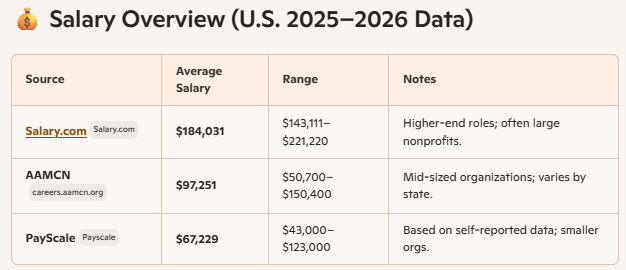 💰 Salary Overview (U.S. 2025–2026 Data)
Source
Average
Salary
Range
Notes
Salary.com Salary.com
$184,031
$143,111–
$221,220
Higher-end roles; often large
nonprofits.
AAMCN
careers.aamcn.org
$97,251
$50,700–
$150,400
Mid-sized organizations; varies by
state.
PayScale Payscale
$67,229
$43,000–
$123,000
Based on self-reported data; smaller
orgs.